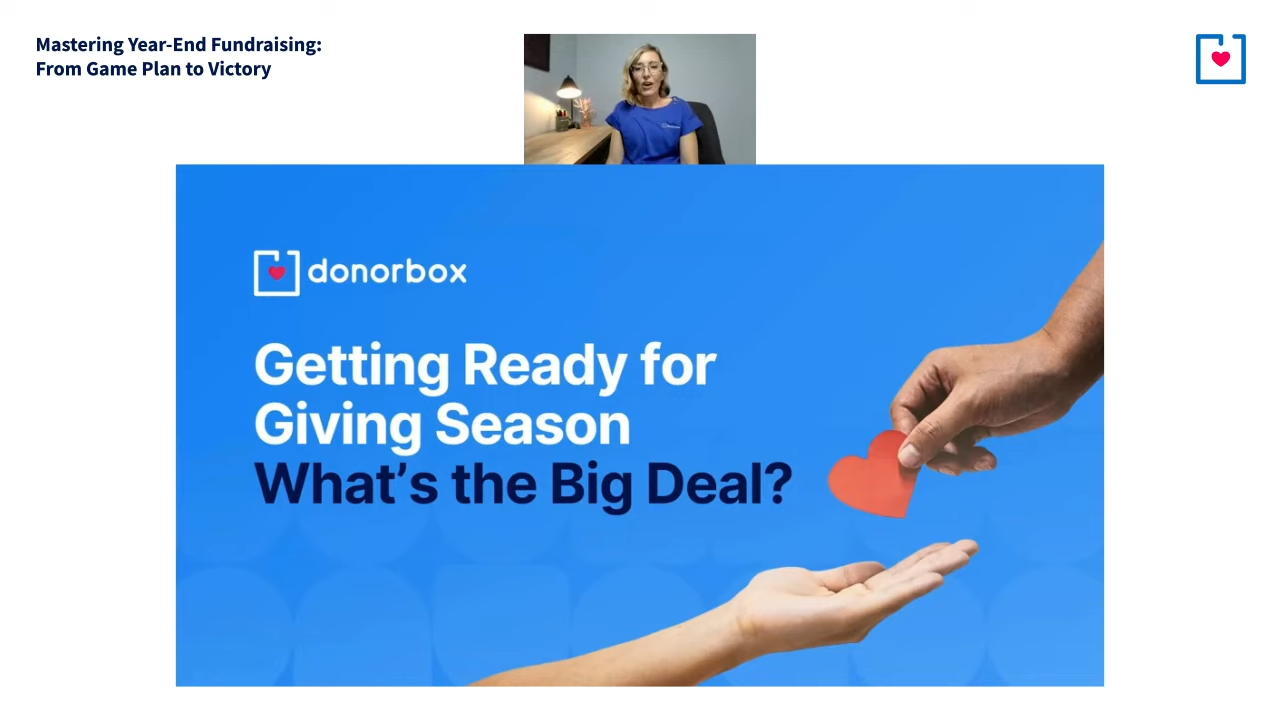 Mastering Year-End Fundraising:
From Game Plan to Victory
donorbox
Getting Ready for
Giving Season
What's the Big Deal?